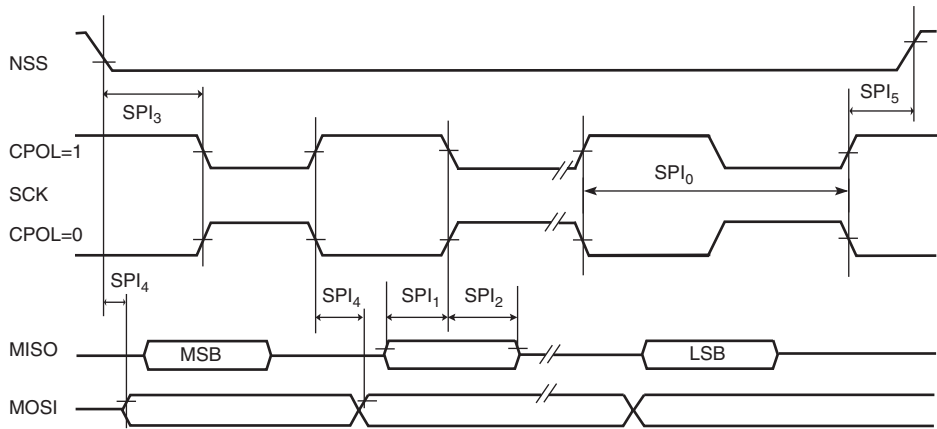 NSS
SPI3
SPI5
CPOL=1
SCK
SPI0
CPOL=0
SPI4
SPI4
SPI1
SPI2
MISO
MSB
LSB
MOSI